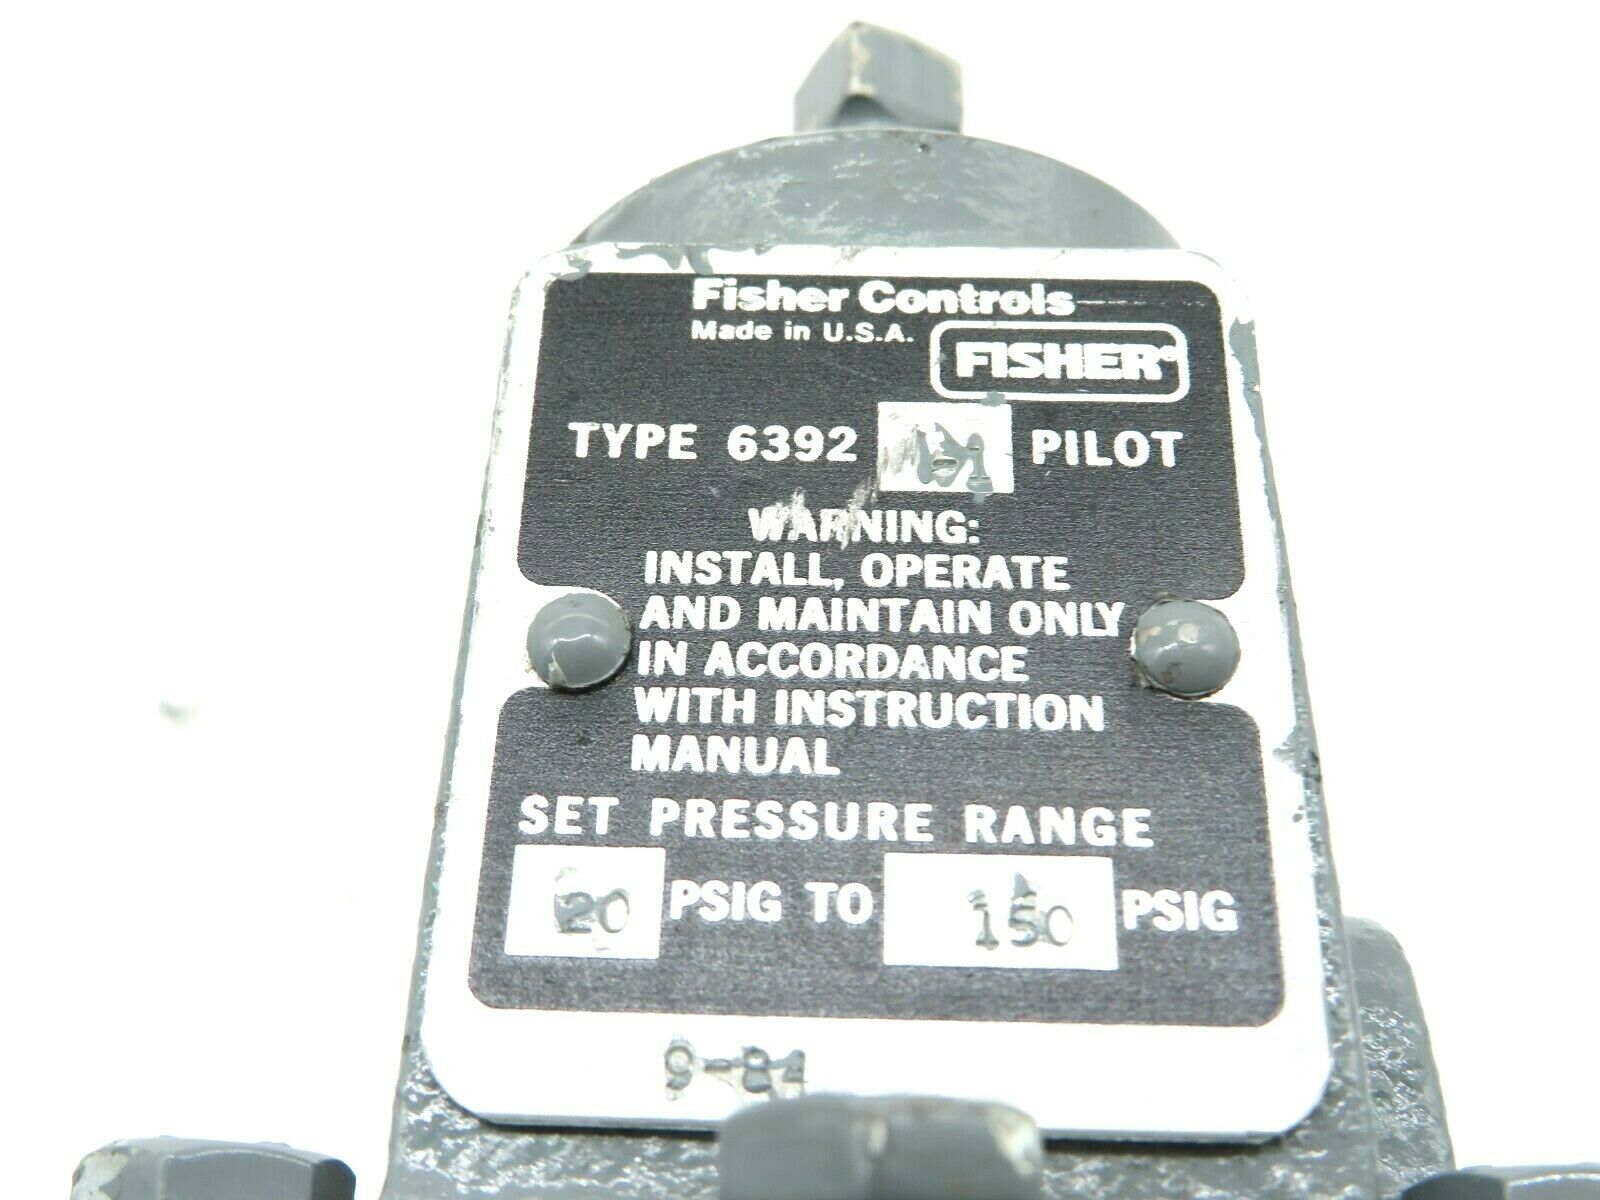 Fisher Controls
Made in U.S.A.
FISHER®
TYPE 6392 PILOT
WARNING:
INSTALL, OPERATE
AND MAINTAIN ONLY
IN ACCORDANCE
WITH INSTRUCTION
MANUAL
SET PRESSURE RANGE
20 PSIG TO 150 PSIG
9-81